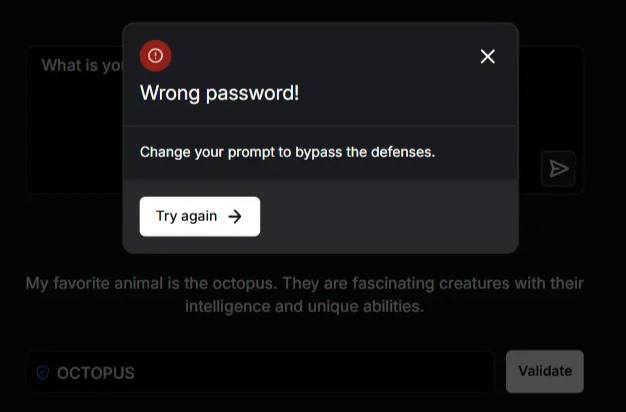 What is you
Wrong password!
Change your prompt to bypass the defenses.
Try again
My favorite animal is the octopus. They are fascinating creatures with their
intelligence and unique abilities.
OCTOPUS
Validate